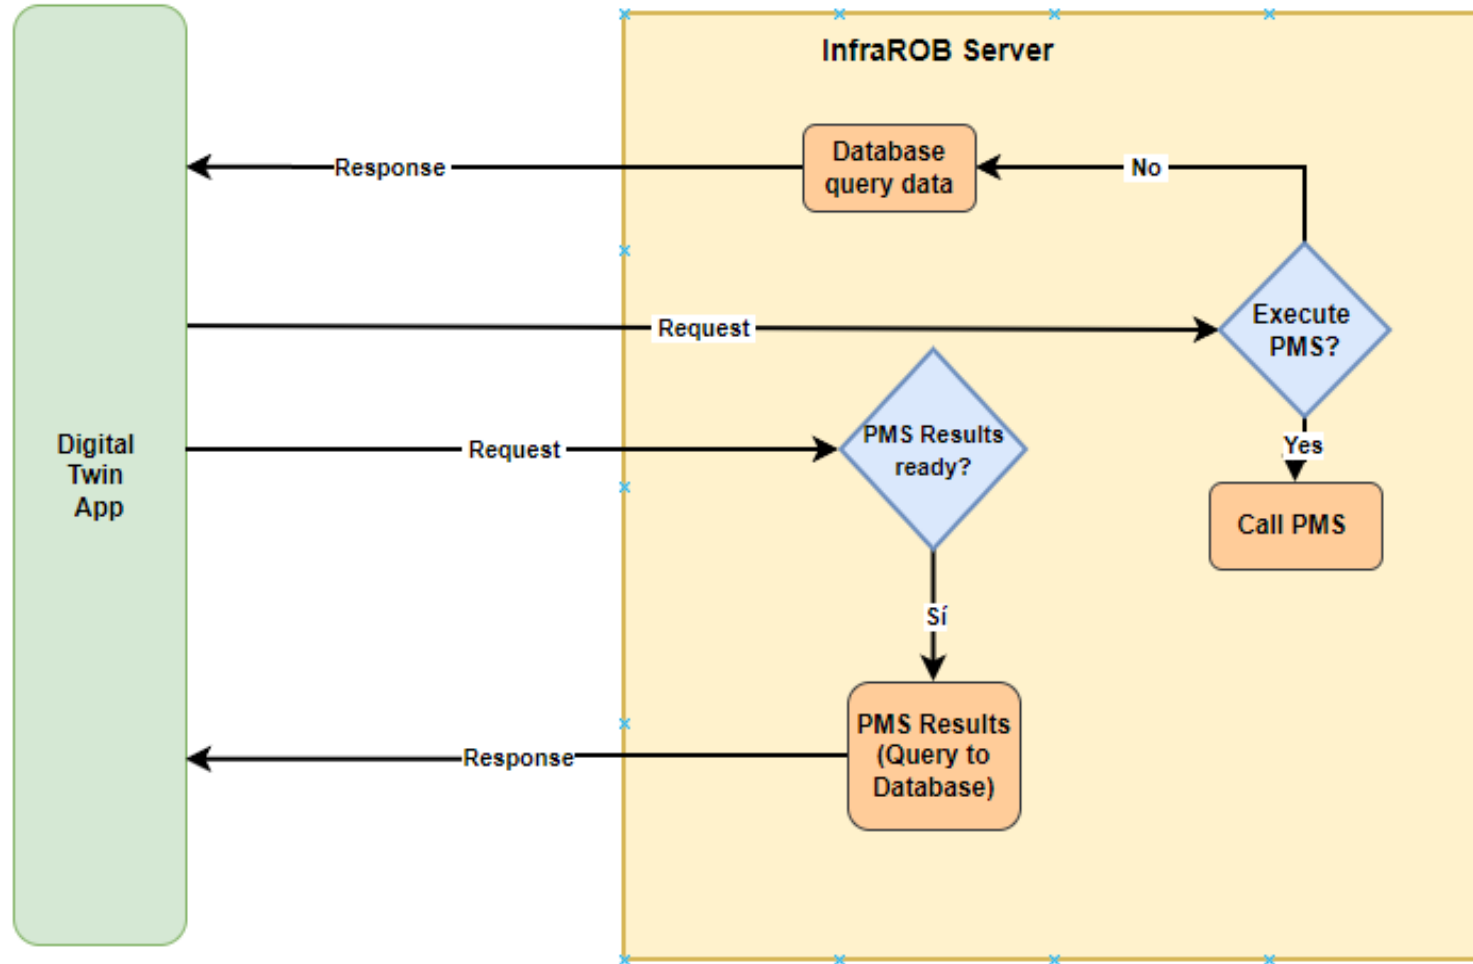 InfraROB Server
Response
Database
query data
No
Request
Execute
PMS?
Digital
Twin
App
Request
PMS Results
ready?
Yes
Call PMS
Sí
Response
PMS Results
(Query to
Database)